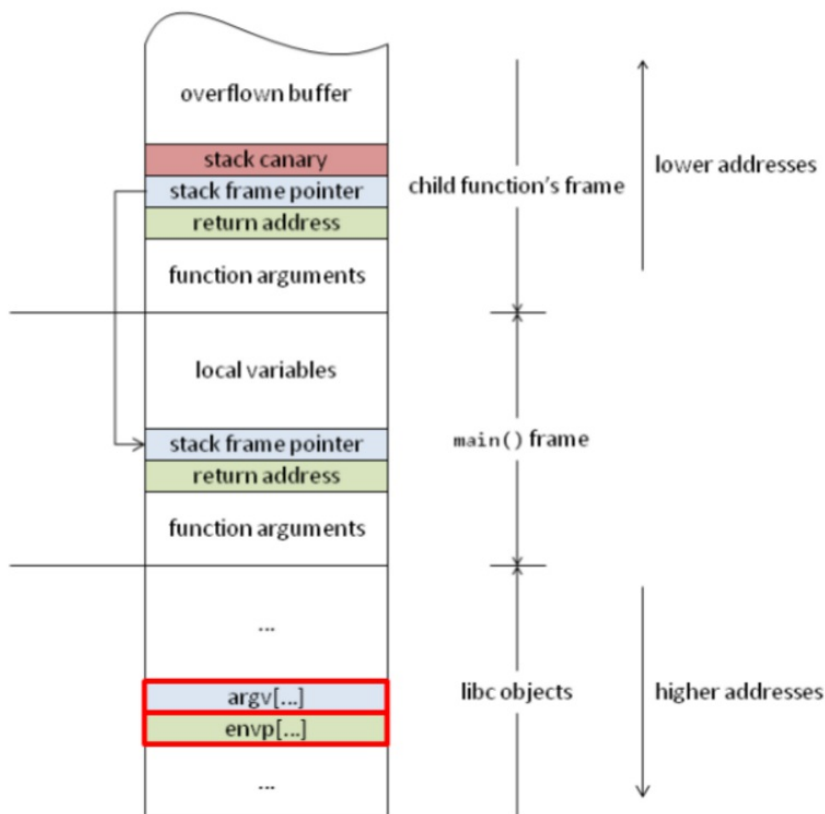 overflown buffer
stack canary
stack frame pointer
return address
function arguments
local variables
stack frame pointer
return address
function arguments
...
argv[...]
envp[...]
...
child function's frame
main() frame
libc objects
lower addresses
higher addresses